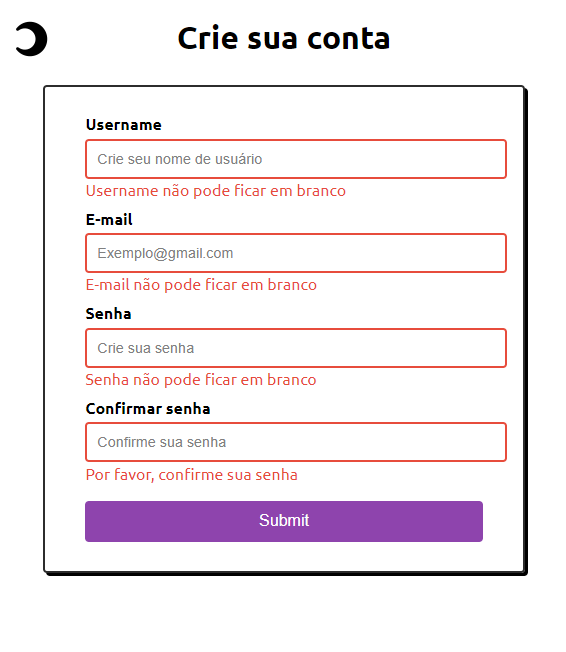 Crie sua conta
Username
Crie seu nome de usuário
Username não pode ficar em branco
E-mail
Exemplo@gmail.com
E-mail não pode ficar em branco
Senha
Crie sua senha
Senha não pode ficar em branco
Confirmar senha
Confirme sua senha
Por favor, confirme sua senha
Submit